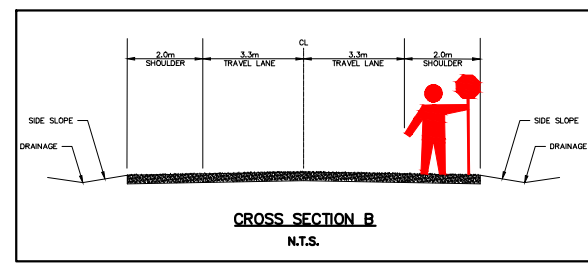 CL
2.0m 3.3m 3.3m 2.0m
SHOULDER TRAVEL LANE TRAVEL LANE SHOULDER
SIDE SLOPE SIDE SLOPE
DRAINAGE DRAINAGE
CROSS SECTION B
N.T.S.